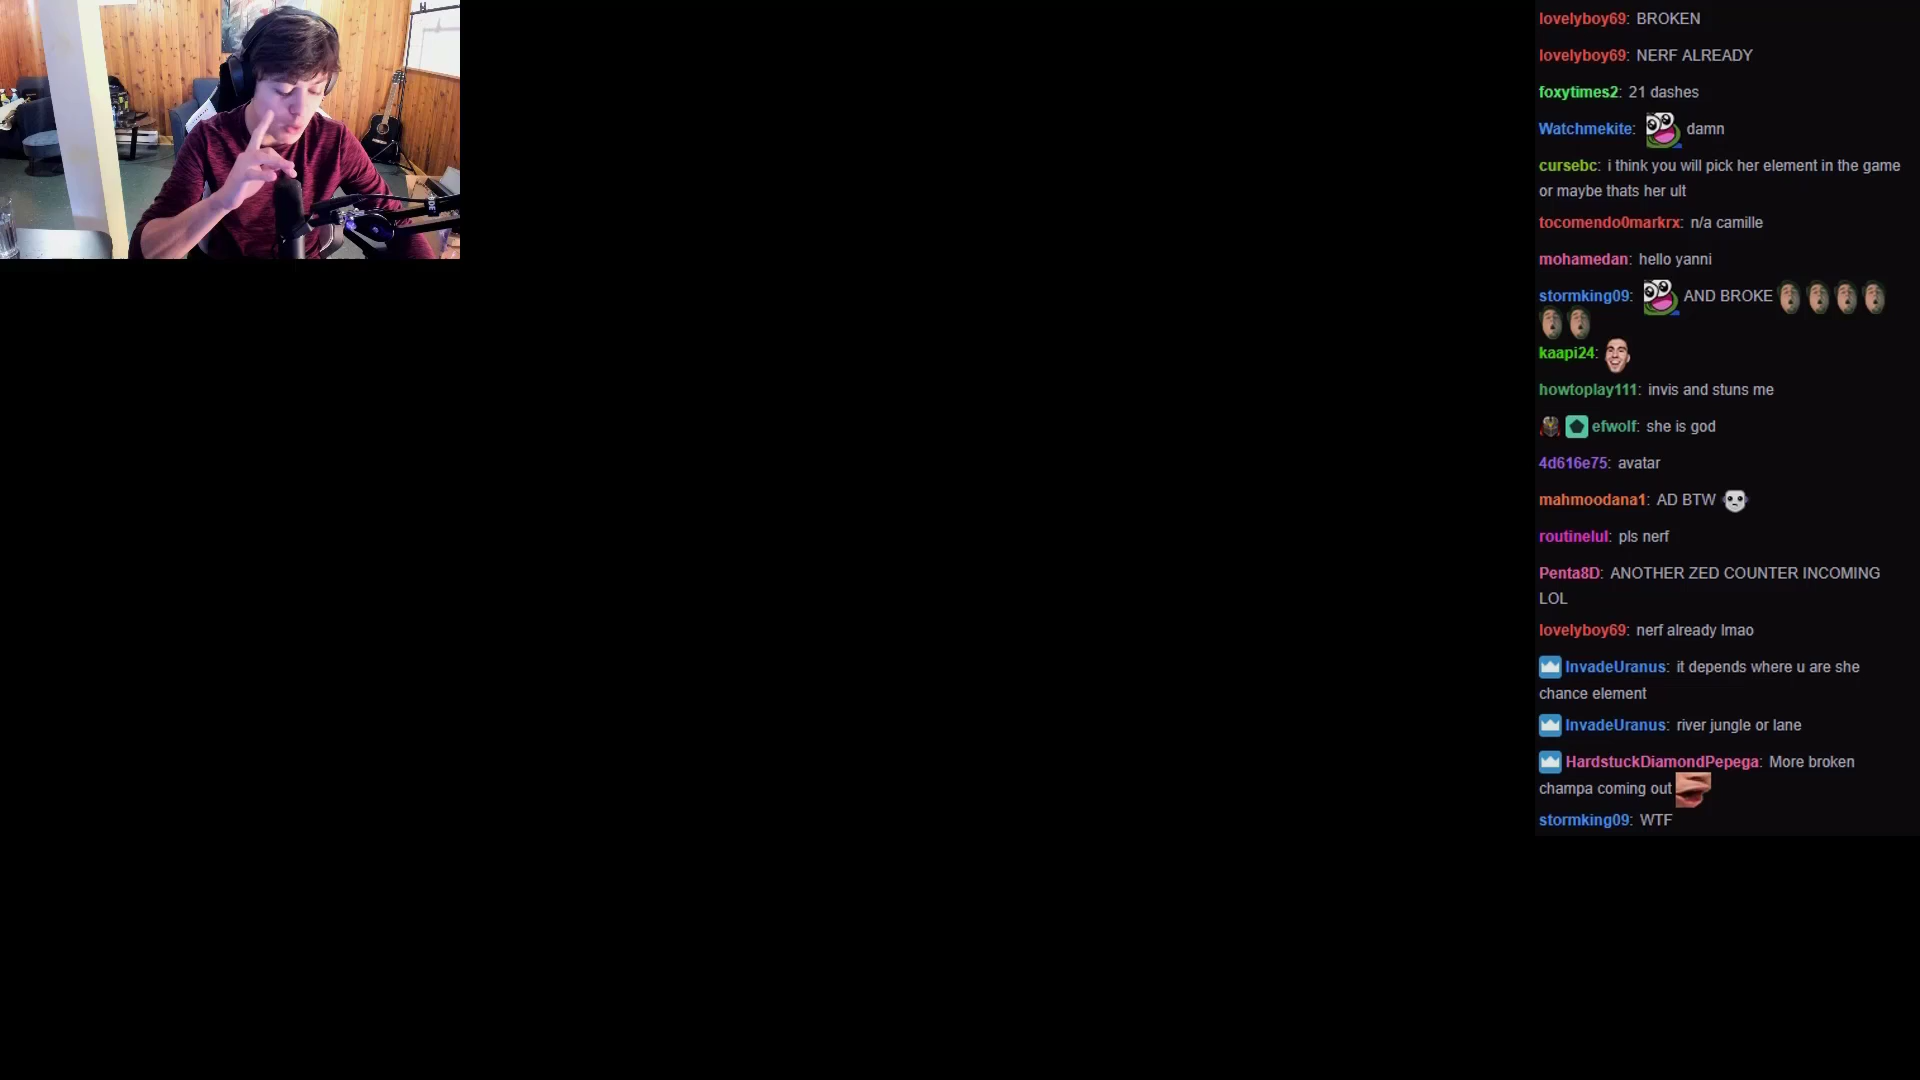 lovelyboy69: BROKEN
lovelyboy69: NERF ALREADY
foxytimes2: 21 dashes
Watchmekite: damn
cursebc: i think you will pick her element in the game
or maybe thats her ult
tocomendo0markrx: n/a camille
mohamedan: hello yanni
stormking09: AND BROKE
kaapi24:
howtoplay111: invis and stuns me
efwolf: she is god
4d616e75: avatar
mahmoodana1: AD BTW
routinelul: pls nerf
Penta8D: ANOTHER ZED COUNTER INCOMING
LOL
lovelyboy69: nerf already lmao
InvadeUranus: it depends where u are she
chance element
InvadeUranus: river jungle or lane
HardstuckDiamondPepega: More broken
champa coming out
stormking09: WTF